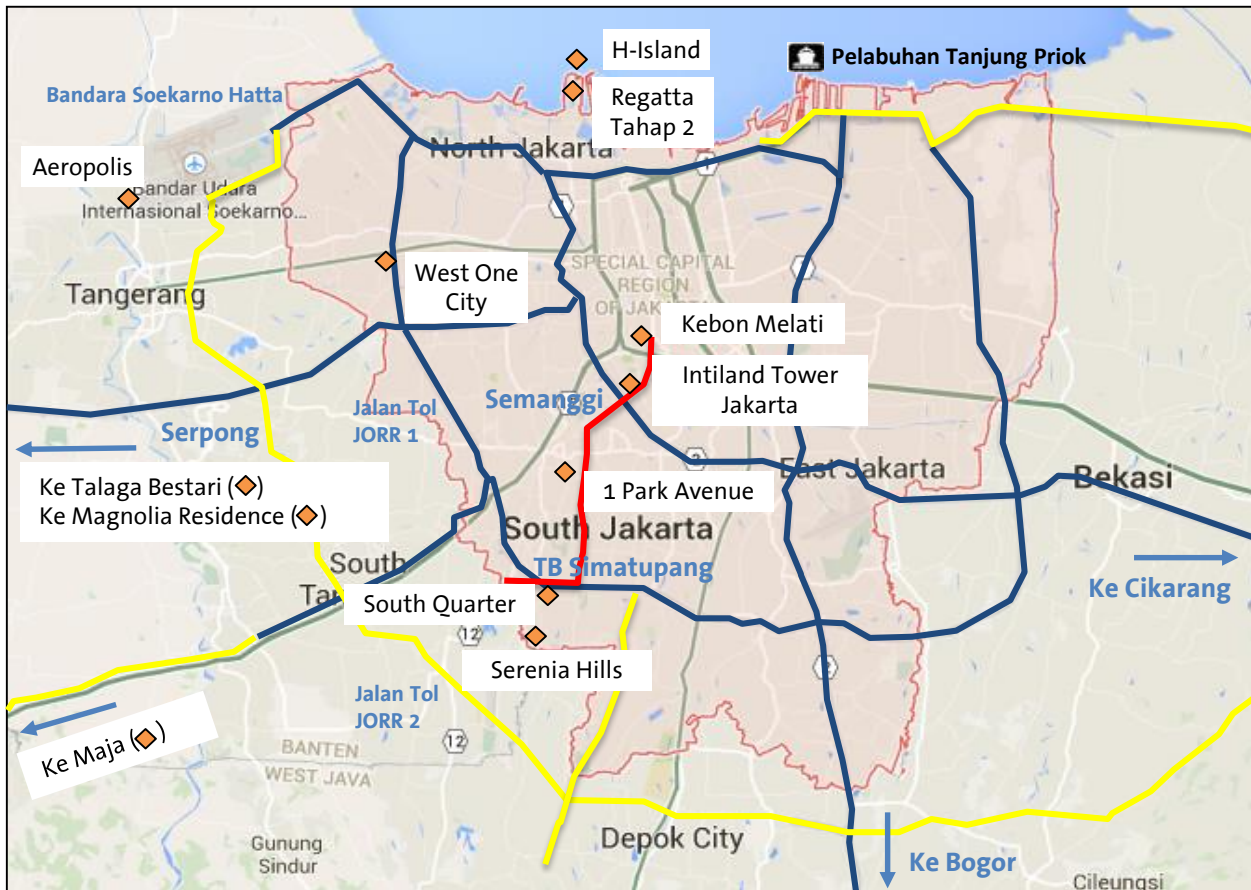 H-Island
Pelabuhan Tanjung Priok
Regatta
Tahap 2
Bandara Soekarno Hatta
Aeropolis
North Jakarta
Bandar Udara
Internasional Soekarno...
West One
City
SPECIAL CAPITAL
REGION
OF JAKARTA
Tangerang
Kebon Melati
Intiland Tower
Jakarta
Semanggi
Jalan Tol
JORR 1
Serpong
East Jakarta
Bekasi
Ke Talaga Bestari ()
Ke Magnolia Residence ()
1 Park Avenue
South Jakarta
South
TB Simatupang
Ke Cikarang
South Quarter
12
Serenia Hills
Jalan Tol
JORR 2
Ke Maja ()
12
BANTEN
WEST JAVA
Depok City
Gunung
Sindur
Ke Bogor
Cileungsi